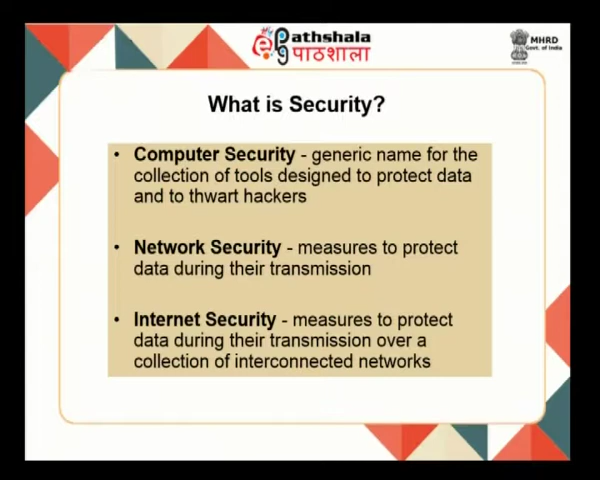 Pathshala
पाठशाला
MHRD
Govt. of India
What is Security?
• Computer Security - generic name for the
collection of tools designed to protect data
and to thwart hackers
• Network Security - measures to protect
data during their transmission
• Internet Security - measures to protect
data during their transmission over a
collection of interconnected networks